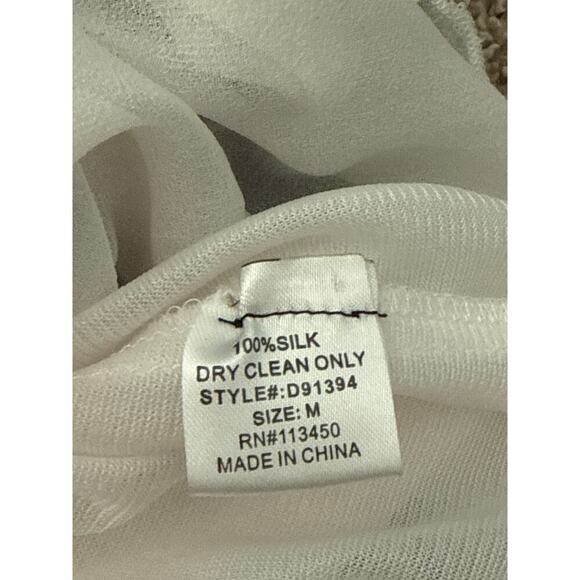 100%SILK
DRY CLEAN ONLY
STYLE#:D91394
SIZE: M
RN#113450
MADE IN CHINA